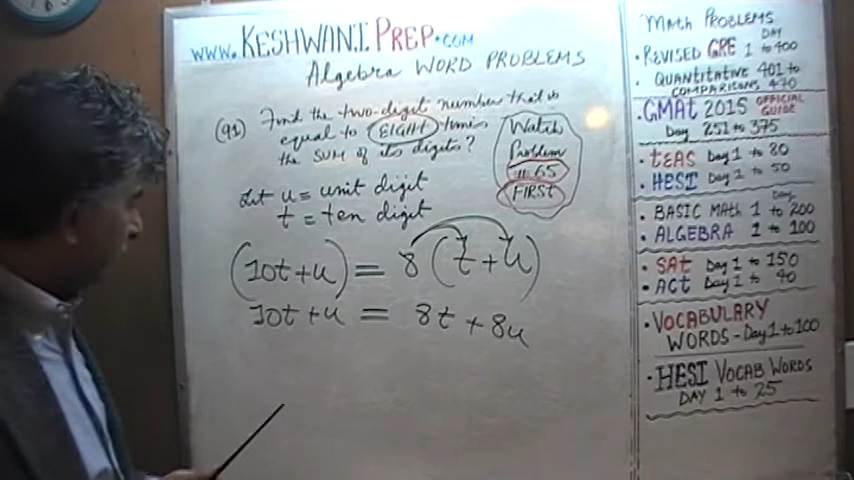 www.KESHWANI PREP.COM
Algebra WORD PROBLEMS
(91) Find the two-digit number that is
equal to EIGHT times
the SUM of its digits?
Watch
Problem
# 65
FIRST
Let u = unit digit
t = ten digit
(10t+u) = 8(t+u)
10t+u = 8t+8u
MATH PROBLEMS
DAY
• REVISED GRE 1 to 400
• QUANTITATIVE 401 to
COMPARISONS 470
• GMAT 2015 OFFICIAL GUIDE
Day 251 to 375
• TEAS Day 1 to 80
• HESI Day 1 to 50
Day
• BASIC MATH 1 to 200
• ALGEBRA 1 to 100
• SAT Day 1 to 150
• ACT Day 1 to 90
• VOCABULARY
WORDS - Day 1 to 100
• HESI VOCAB WORDS
DAY 1 to 25